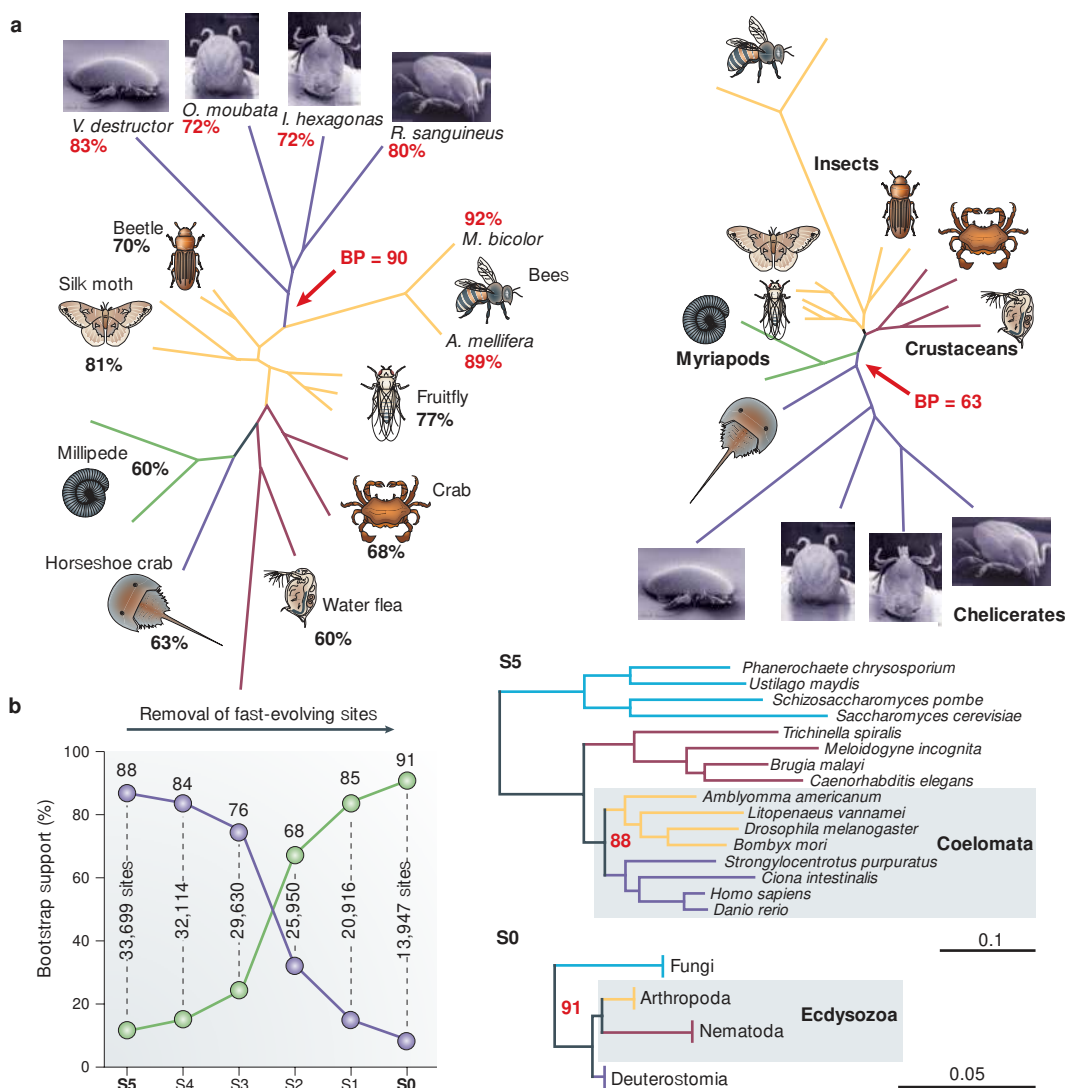 a
V. destructor
83%
O. moubata
72%
I. hexagonas
72%
R. sanguineus
80%
Beetle
70%
BP = 90
92%
M. bicolor
Bees
A. mellifera
89%
Silk moth
81%
Fruitfly
77%
Millipede
60%
Crab
68%
Horseshoe crab
63%
Water flea
60%
Insects
Myriapods
Crustaceans
BP = 63
Chelicerates
b
Removal of fast-evolving sites
Bootstrap support (%)
100
80
60
40
20
0
88
84
76
68
85
91
33,699 sites
32,114
29,630
25,950
20,916
13,947 sites
S5
S4
S3
S2
S1
S0
S5
Phanerochaete chrysosporium
Ustilago maydis
Schizosaccharomyces pombe
Saccharomyces cerevisiae
Trichinella spiralis
Meloidogyne incognita
Brugia malayi
Caenorhabditis elegans
Amblyomma americanum
Litopenaeus vannamei
Drosophila melanogaster
Bombyx mori
88
Coelomata
Strongylocentrotus purpuratus
Ciona intestinalis
Homo sapiens
Danio rerio
0.1
S0
Fungi
91
Arthropoda
Ecdysozoa
Nematoda
Deuterostomia
0.05